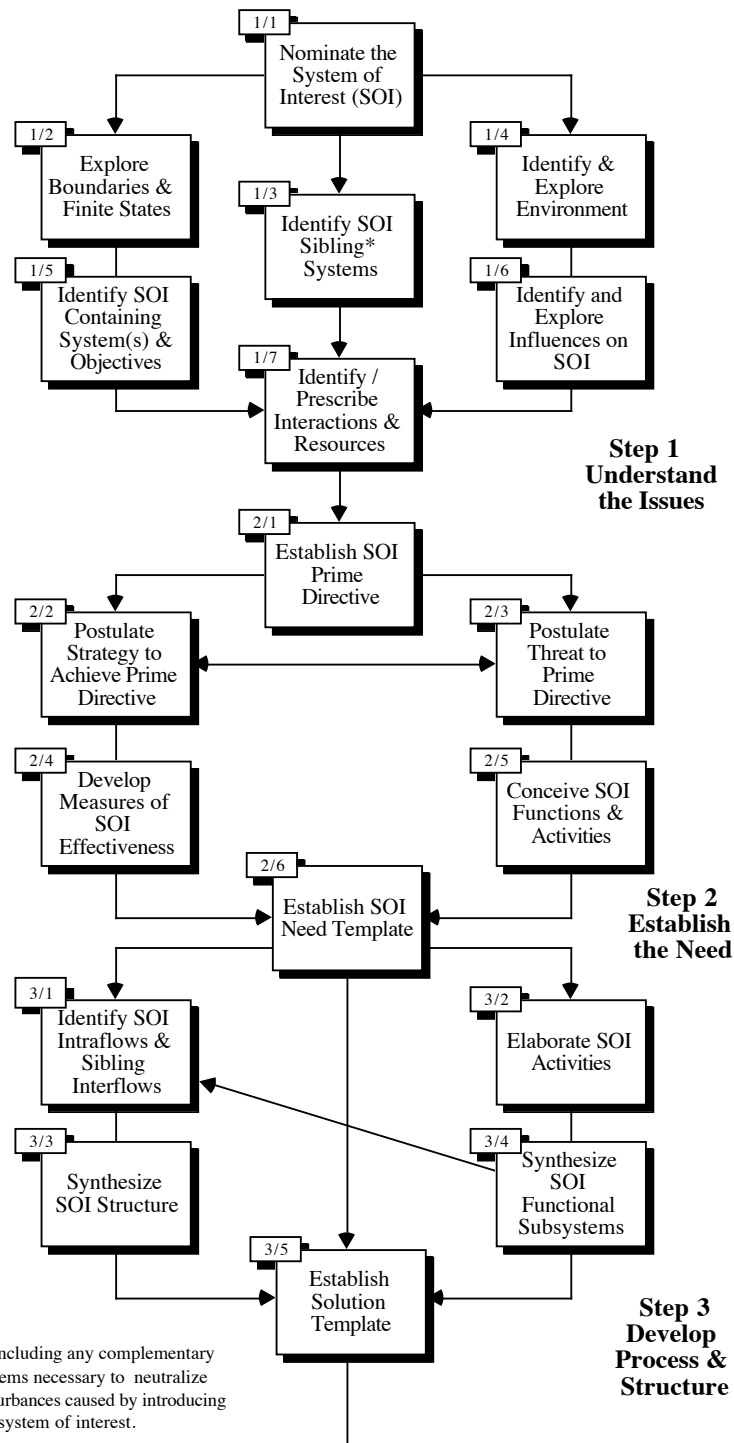 1/1
Nominate the
System of
Interest (SOI)
1/2
Explore
Boundaries &
Finite States
1/3
Identify SOI
Sibling*
Systems
1/4
Identify &
Explore
Environment
1/5
Identify SOI
Containing
System(s) &
Objectives
1/6
Identify and
Explore
Influences on
SOI
1/7
Identify /
Prescribe
Interactions &
Resources
Step 1
Understand
the Issues
2/1
Establish SOI
Prime
Directive
2/2
Postulate
Strategy to
Achieve Prime
Directive
2/3
Postulate
Threat to
Prime
Directive
2/4
Develop
Measures of
SOI
Effectiveness
2/5
Conceive SOI
Functions &
Activities
2/6
Establish SOI
Need Template
Step 2
Establish
the Need
3/1
Identify SOI
Intraflows &
Sibling
Interflows
3/2
Elaborate SOI
Activities
3/3
Synthesize
SOI Structure
3/4
Synthesize
SOI
Functional
Subsystems
3/5
Establish
Solution
Template
Step 3
Develop
Process &
Structure
ncluding any complementary
ems necessary to neutralize
urbances caused by introducing
system of interest.